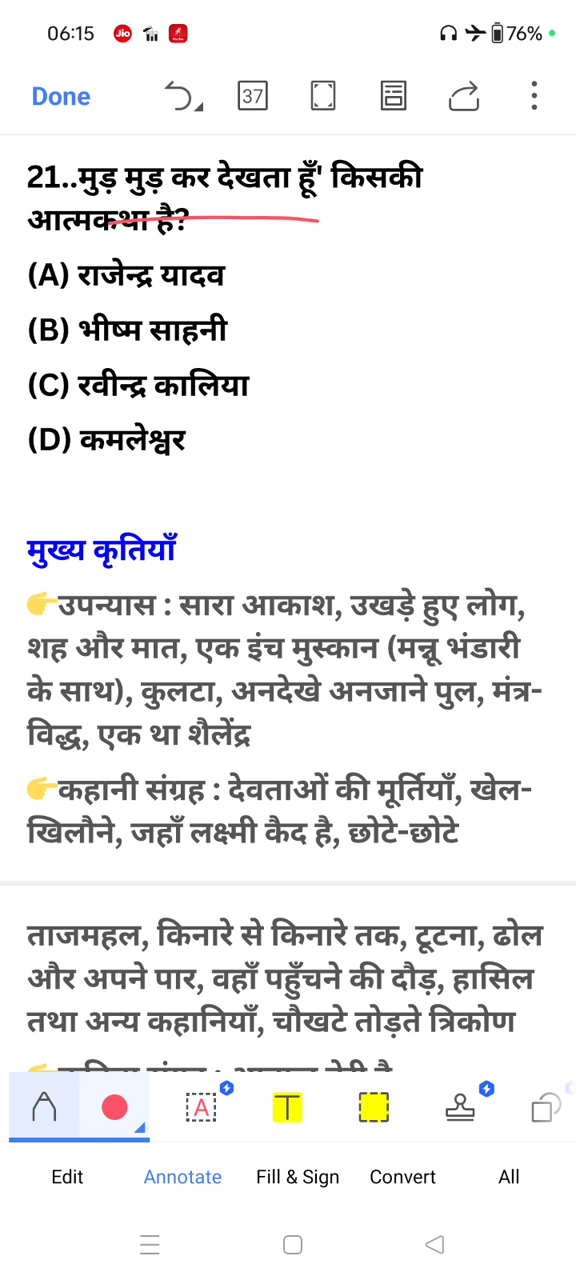 06:15
Jio
76%
Done
37
21..मुड़ मुड़ कर देखता हूँ' किसकी
आत्मकथा है?
(A) राजेन्द्र यादव
(B) भीष्म साहनी
(C) रवीन्द्र कालिया
(D) कमलेश्वर
मुख्य कृतियाँ
👉उपन्यास : सारा आकाश, उखड़े हुए लोग,
शह और मात, एक इंच मुस्कान (मन्नू भंडारी
के साथ), कुलटा, अनदेखे अनजाने पुल, मंत्र-
विद्ध, एक था शैलेंद्र
👉कहानी संग्रह : देवताओं की मूर्तियाँ, खेल-
खिलौने, जहाँ लक्ष्मी कैद है, छोटे-छोटे
ताजमहल, किनारे से किनारे तक, टूटना, ढोल
और अपने पार, वहाँ पहुँचने की दौड़, हासिल
तथा अन्य कहानियाँ, चौखटे तोड़ते त्रिकोण
A
T
Edit
Annotate
Fill & Sign
Convert
All